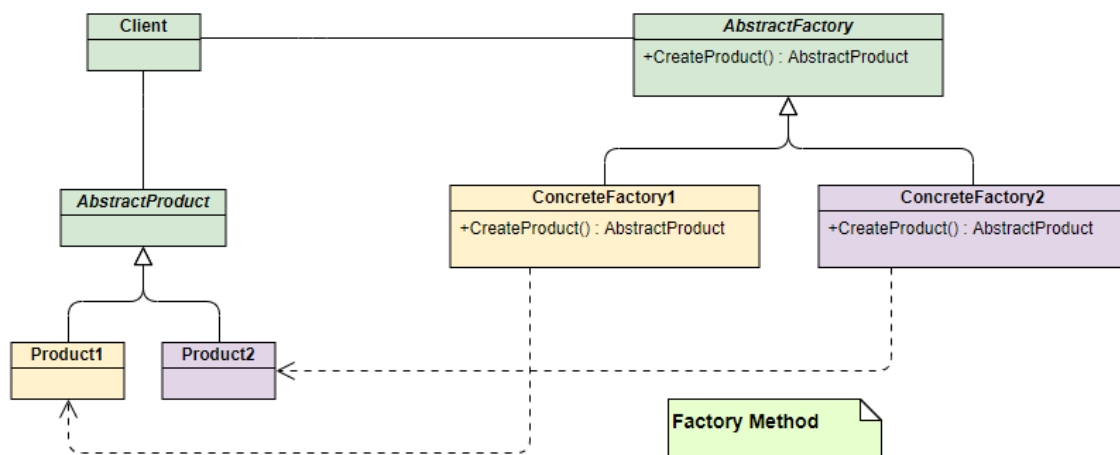 Client
AbstractFactory
+CreateProduct() : AbstractProduct
AbstractProduct
ConcreteFactory1
+CreateProduct() : AbstractProduct
ConcreteFactory2
+CreateProduct() : AbstractProduct
Product1
Product2
Factory Method